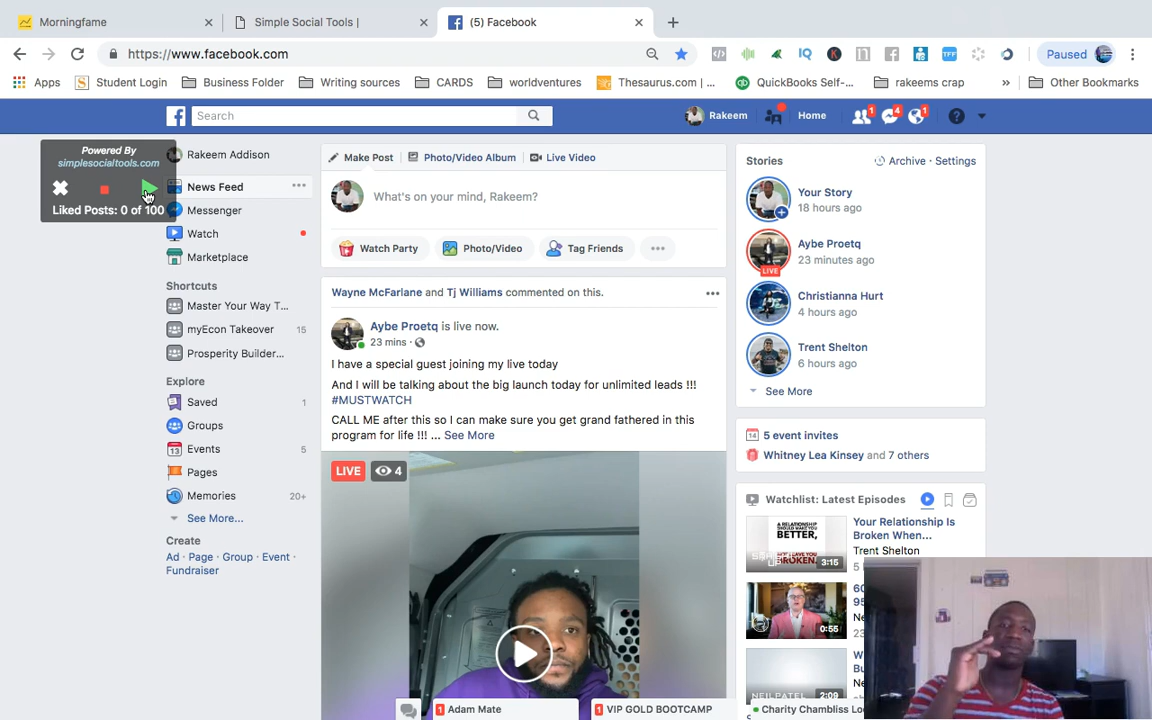 Morningfame
Simple Social Tools |
(5) Facebook
https://www.facebook.com
Paused
Apps
Student Login
Business Folder
Writing sources
CARDS
worldventures
Thesaurus.com |...
QuickBooks Self-...
rakeems crap
»
Other Bookmarks
Search
Rakeem
Home
1
4
1
Powered By
simplesocialtools.com
Liked Posts: 0 of 100
Rakeem Addison
News Feed
Messenger
Watch
Marketplace
Shortcuts
Master Your Way T...
myEcon Takeover 15
Prosperity Builder...
Explore
Saved 1
Groups
Events 5
Pages
Memories 20+
See More...
Create
Ad · Page · Group · Event ·
Fundraiser
Make Post
Photo/Video Album
Live Video
What's on your mind, Rakeem?
Watch Party
Photo/Video
Tag Friends
Wayne McFarlane and Tj Williams commented on this.
Aybe Proetq is live now.
23 mins ·
I have a special guest joining my live today
And I will be talking about the big launch today for unlimited leads !!!
#MUSTWATCH
CALL ME after this so I can make sure you get grand fathered in this
program for life !!! ... See More
LIVE 4
1 Adam Mate
1 VIP GOLD BOOTCAMP
Charity Chambliss Lo
Stories
Archive · Settings
Your Story
18 hours ago
Aybe Proetq
23 minutes ago
LIVE
Christianna Hurt
4 hours ago
Trent Shelton
6 hours ago
See More
5 event invites
Whitney Lea Kinsey and 7 others
Watchlist: Latest Episodes
Your Relationship Is
Broken When...
Trent Shelton
3:15
0:55
NEILPATEL
2:09